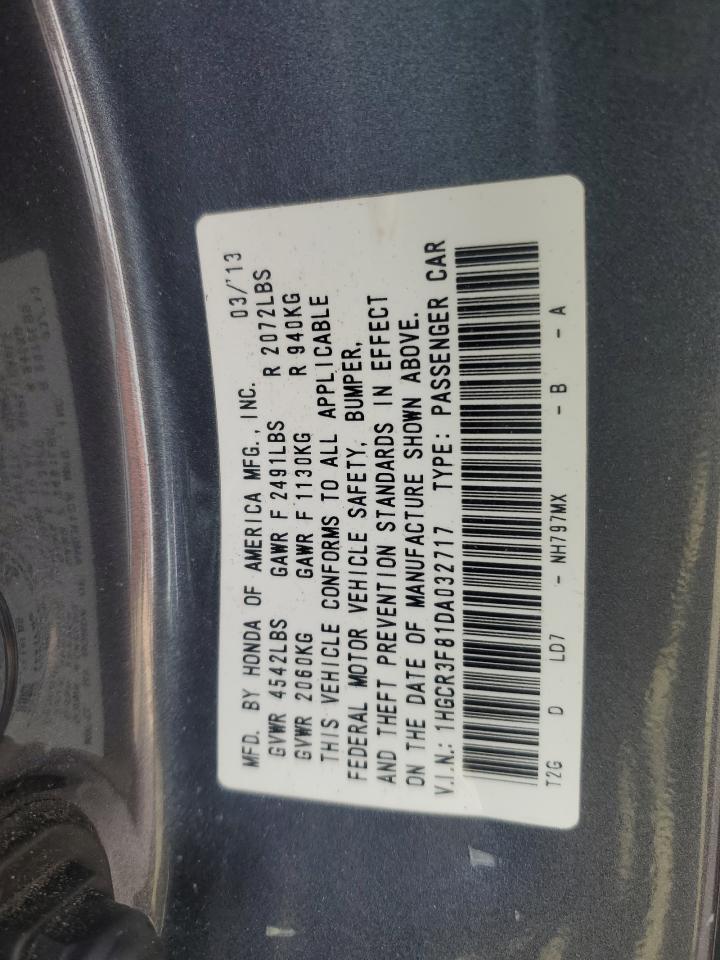 MFD. BY HONDA OF AMERICA MFG., INC. 03/'13
GVWR 4542LBS GAWR F 2491LBS R 2072LBS
GVWR 2060KG GAWR F 1130KG R 940KG
THIS VEHICLE CONFORMS TO ALL APPLICABLE
FEDERAL MOTOR VEHICLE SAFETY, BUMPER,
AND THEFT PREVENTION STANDARDS IN EFFECT
ON THE DATE OF MANUFACTURE SHOWN ABOVE.
V.I.N.: 1HGCR3F81DA032717 TYPE: PASSENGER CAR
T2G D LD7 - NH797MX - B - A